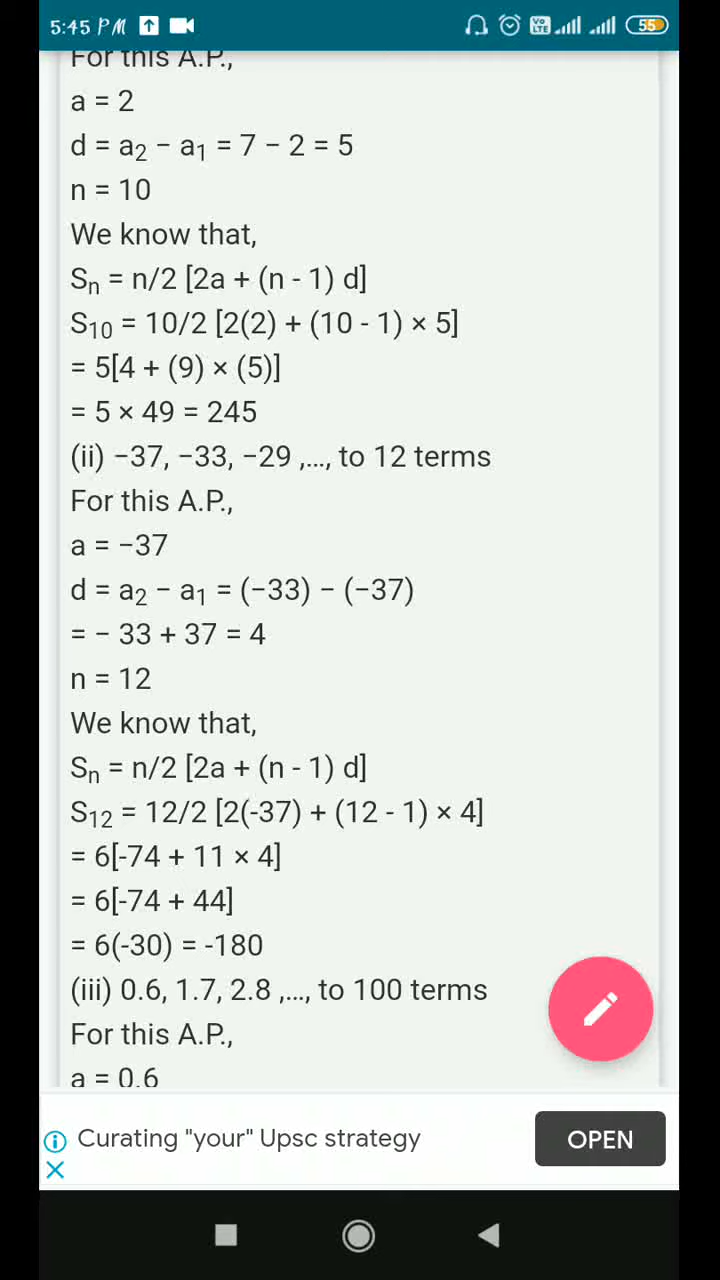 5:45 PM 55
For this A.P.,
a = 2
d = a₂ − a₁ = 7 − 2 = 5
n = 10
We know that,
Sₙ = n/2 [2a + (n - 1) d]
S₁₀ = 10/2 [2(2) + (10 - 1) × 5]
= 5[4 + (9) × (5)]
= 5 × 49 = 245
(ii) −37, −33, −29 ,..., to 12 terms
For this A.P.,
a = −37
d = a₂ − a₁ = (−33) − (−37)
= − 33 + 37 = 4
n = 12
We know that,
Sₙ = n/2 [2a + (n - 1) d]
S₁₂ = 12/2 [2(-37) + (12 - 1) × 4]
= 6[-74 + 11 × 4]
= 6[-74 + 44]
= 6(-30) = -180
(iii) 0.6, 1.7, 2.8 ,..., to 100 terms
For this A.P.,
a = 0.6
Curating "your" Upsc strategy
OPEN